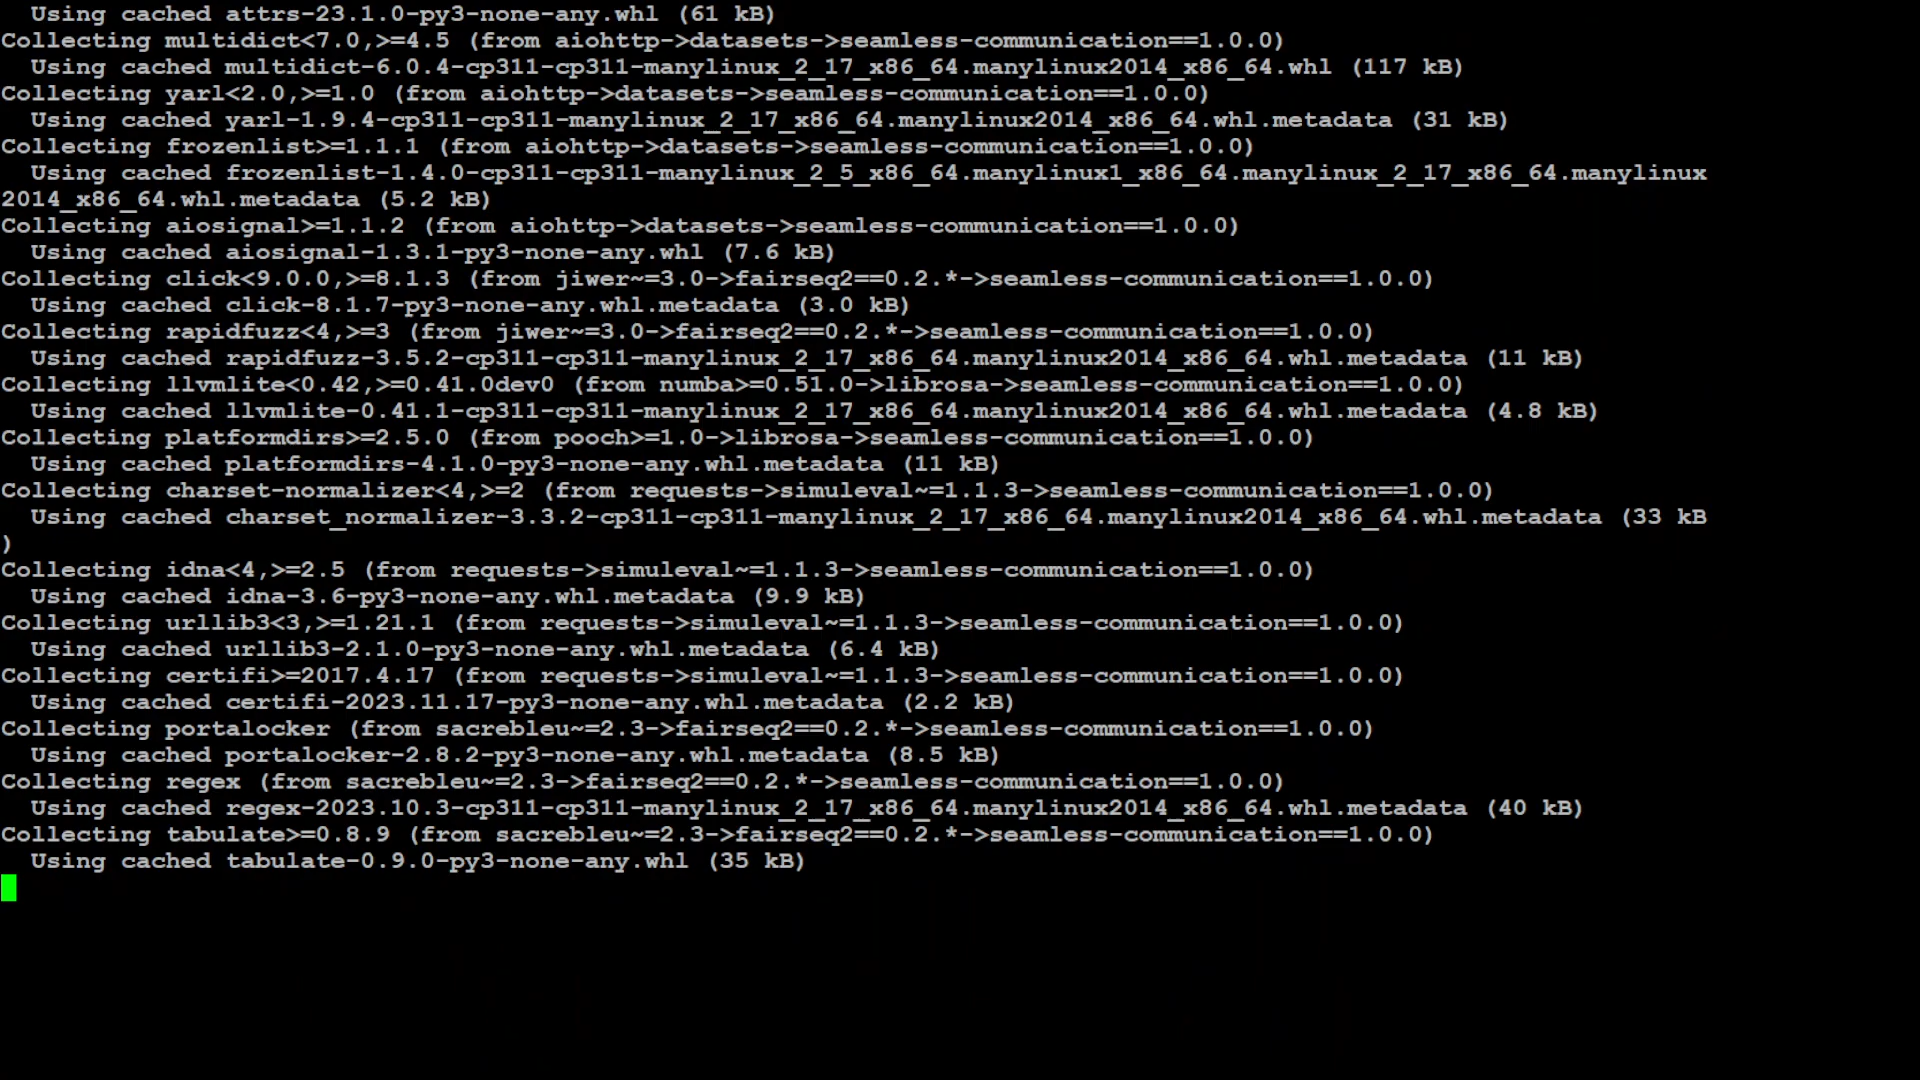 Using cached attrs-23.1.0-py3-none-any.whl (61 kB)
Collecting multidict<7.0,>=4.5 (from aiohttp->datasets->seamless-communication==1.0.0)
Using cached multidict-6.0.4-cp311-cp311-manylinux_2_17_x86_64.manylinux2014_x86_64.whl (117 kB)
Collecting yarl<2.0,>=1.0 (from aiohttp->datasets->seamless-communication==1.0.0)
Using cached yarl-1.9.4-cp311-cp311-manylinux_2_17_x86_64.manylinux2014_x86_64.whl.metadata (31 kB)
Collecting frozenlist>=1.1.1 (from aiohttp->datasets->seamless-communication==1.0.0)
Using cached frozenlist-1.4.0-cp311-cp311-manylinux_2_5_x86_64.manylinux1_x86_64.manylinux_2_17_x86_64.manylinux
2014_x86_64.whl.metadata (5.2 kB)
Collecting aiosignal>=1.1.2 (from aiohttp->datasets->seamless-communication==1.0.0)
Using cached aiosignal-1.3.1-py3-none-any.whl (7.6 kB)
Collecting click<9.0.0,>=8.1.3 (from jiwer~=3.0->fairseq2==0.2.*->seamless-communication==1.0.0)
Using cached click-8.1.7-py3-none-any.whl.metadata (3.0 kB)
Collecting rapidfuzz<4,>=3 (from jiwer~=3.0->fairseq2==0.2.*->seamless-communication==1.0.0)
Using cached rapidfuzz-3.5.2-cp311-cp311-manylinux_2_17_x86_64.manylinux2014_x86_64.whl.metadata (11 kB)
Collecting llvmlite<0.42,>=0.41.0dev0 (from numba>=0.51.0->librosa->seamless-communication==1.0.0)
Using cached llvmlite-0.41.1-cp311-cp311-manylinux_2_17_x86_64.manylinux2014_x86_64.whl.metadata (4.8 kB)
Collecting platformdirs>=2.5.0 (from pooch>=1.0->librosa->seamless-communication==1.0.0)
Using cached platformdirs-4.1.0-py3-none-any.whl.metadata (11 kB)
Collecting charset-normalizer<4,>=2 (from requests->simuleval~=1.1.3->seamless-communication==1.0.0)
Using cached charset_normalizer-3.3.2-cp311-cp311-manylinux_2_17_x86_64.manylinux2014_x86_64.whl.metadata (33 kB
)
Collecting idna<4,>=2.5 (from requests->simuleval~=1.1.3->seamless-communication==1.0.0)
Using cached idna-3.6-py3-none-any.whl.metadata (9.9 kB)
Collecting urllib3<3,>=1.21.1 (from requests->simuleval~=1.1.3->seamless-communication==1.0.0)
Using cached urllib3-2.1.0-py3-none-any.whl.metadata (6.4 kB)
Collecting certifi>=2017.4.17 (from requests->simuleval~=1.1.3->seamless-communication==1.0.0)
Using cached certifi-2023.11.17-py3-none-any.whl.metadata (2.2 kB)
Collecting portalocker (from sacrebleu~=2.3->fairseq2==0.2.*->seamless-communication==1.0.0)
Using cached portalocker-2.8.2-py3-none-any.whl.metadata (8.5 kB)
Collecting regex (from sacrebleu~=2.3->fairseq2==0.2.*->seamless-communication==1.0.0)
Using cached regex-2023.10.3-cp311-cp311-manylinux_2_17_x86_64.manylinux2014_x86_64.whl.metadata (40 kB)
Collecting tabulate>=0.8.9 (from sacrebleu~=2.3->fairseq2==0.2.*->seamless-communication==1.0.0)
Using cached tabulate-0.9.0-py3-none-any.whl (35 kB)